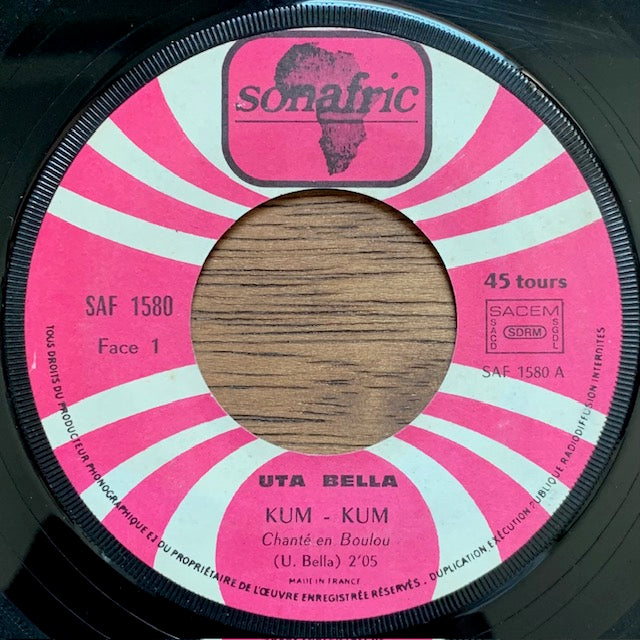 sonafric
SAF 1580
Face 1
45 tours
SACEM
SACD
SDRM
SGDL
SAF 1580 A
UTA BELLA
KUM - KUM
Chanté en Boulou
(U. Bella) 2'05
MADE IN FRANCE
TOUS DROITS DU PRODUCTEUR PHONOGRAPHIQUE ET DU PROPRIÉTAIRE DE L'ŒUVRE ENREGISTRÉE RÉSERVÉS. DUPLICATION EXÉCUTION PUBLIQUE RADIODIFFUSION INTERDITES